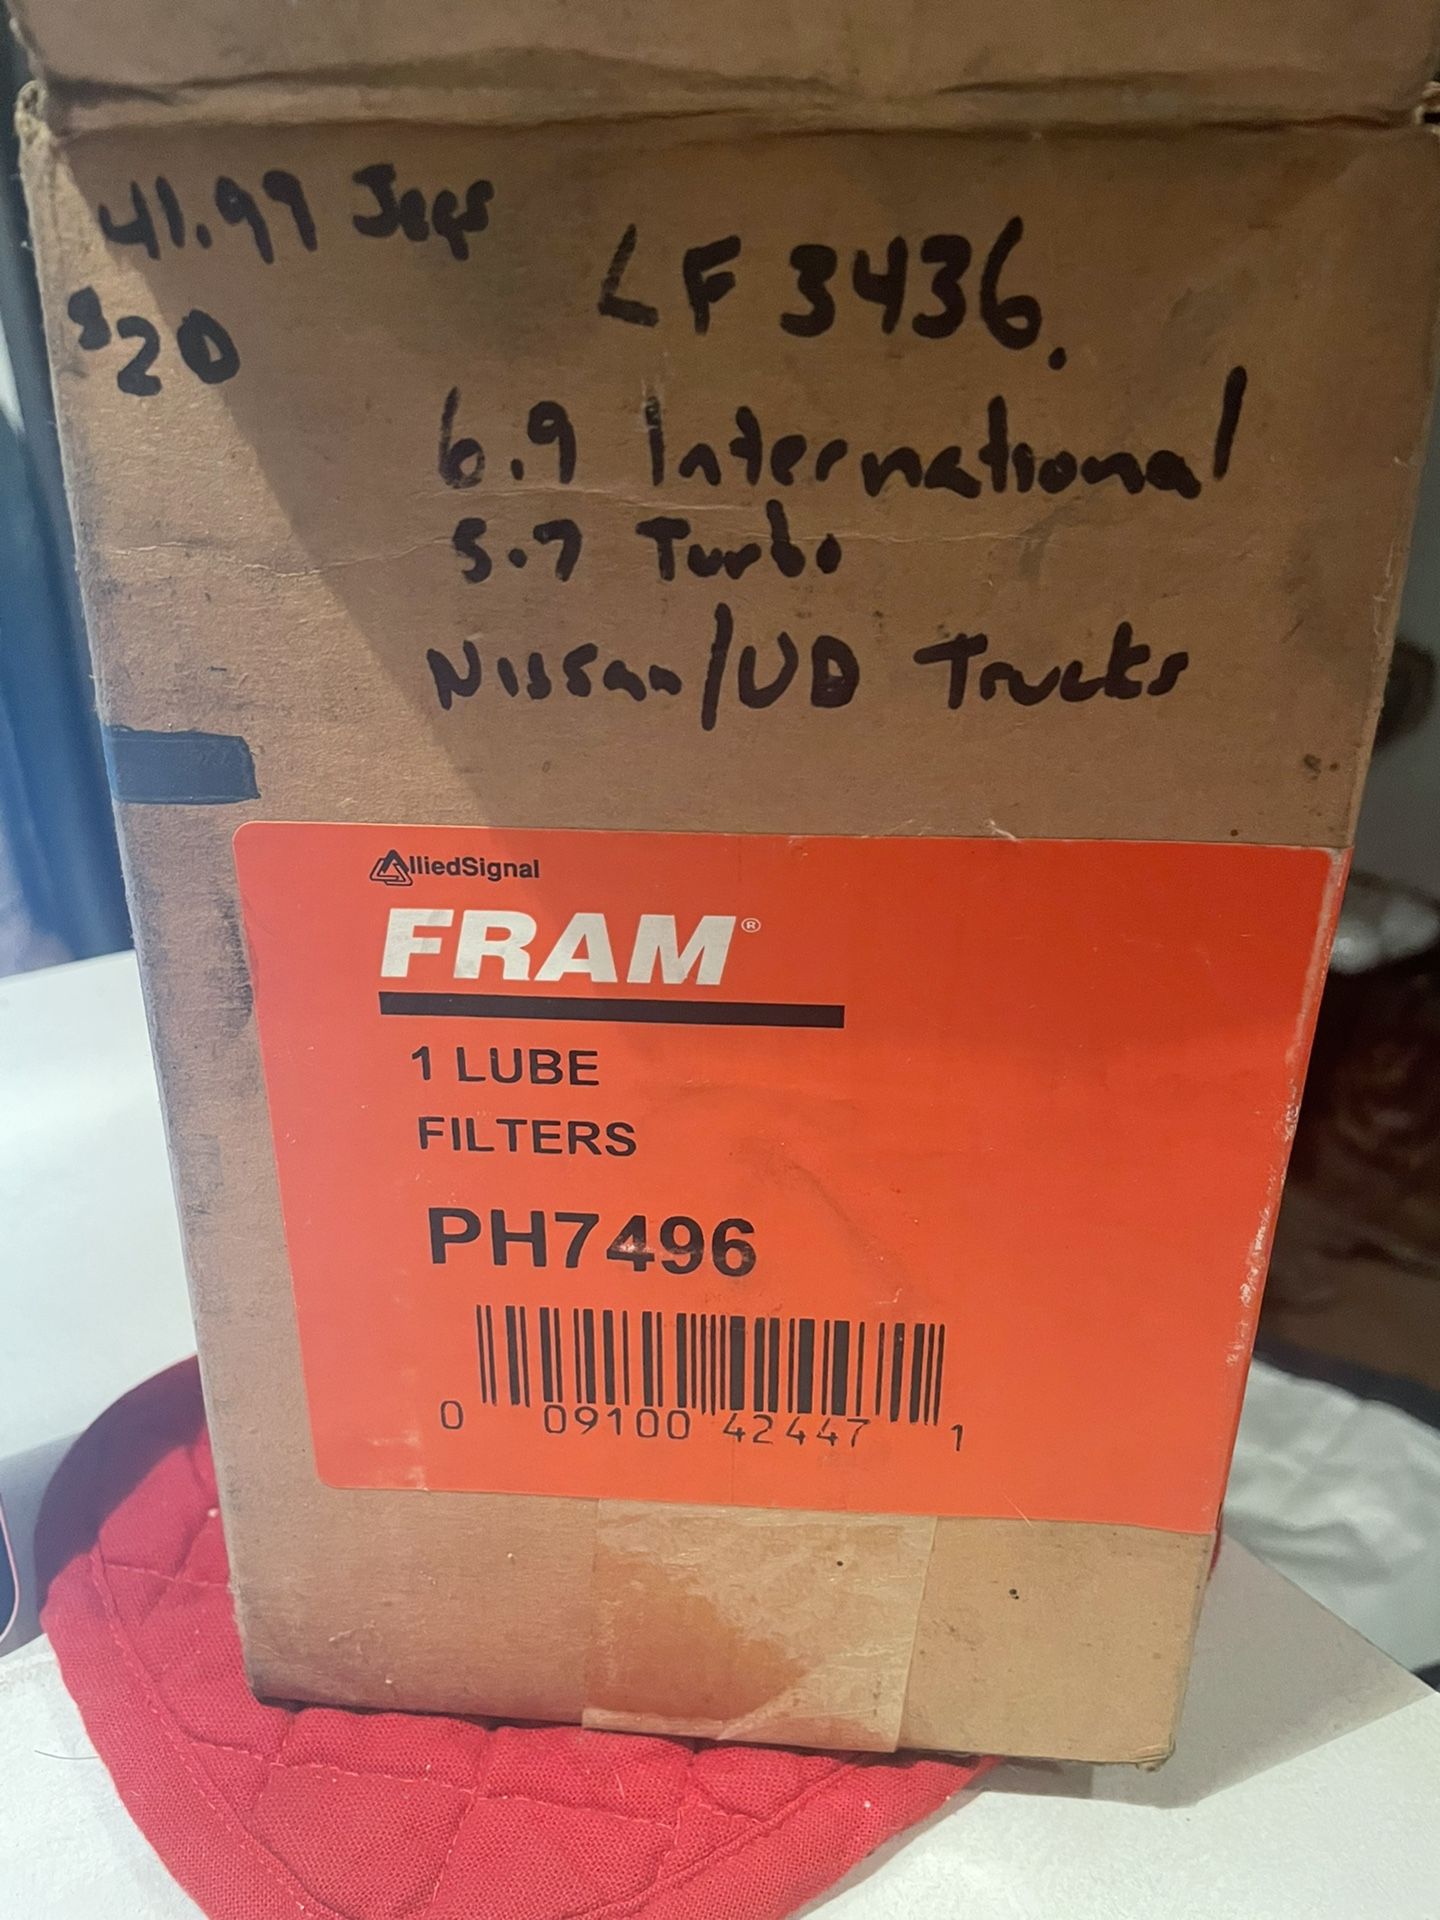 41.99 Jegs
$20
LF 3436.
6.9 International
5.7 Turbo
Nissan/UD Trucks
AlliedSignal
FRAM®
1 LUBE
FILTERS
PH7496
0 09100 42447 1